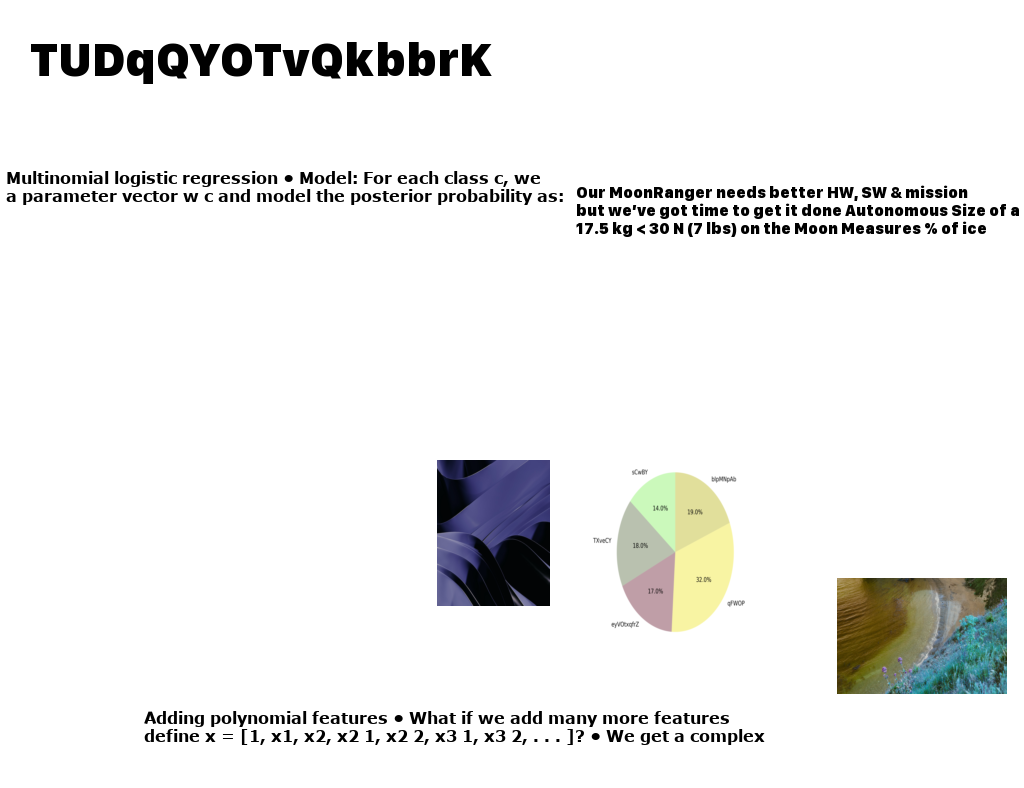 TUDqQYOTvQkbbrK
Multinomial logistic regression • Model: For each class c, we
a parameter vector w c and model the posterior probability as:
Our MoonRanger needs better HW, SW & mission
but we've got time to get it done Autonomous Size of a
17.5 kg < 30 N (7 lbs) on the Moon Measures % of ice
sCwBY
blpMNpAb
14.0%
19.0%
TXveCY
18.0%
32.0%
17.0%
qFWOP
eyVOtxqfrZ
Adding polynomial features • What if we add many more features
define x = [1, x1, x2, x2 1, x2 2, x3 1, x3 2, . . . ]? • We get a complex